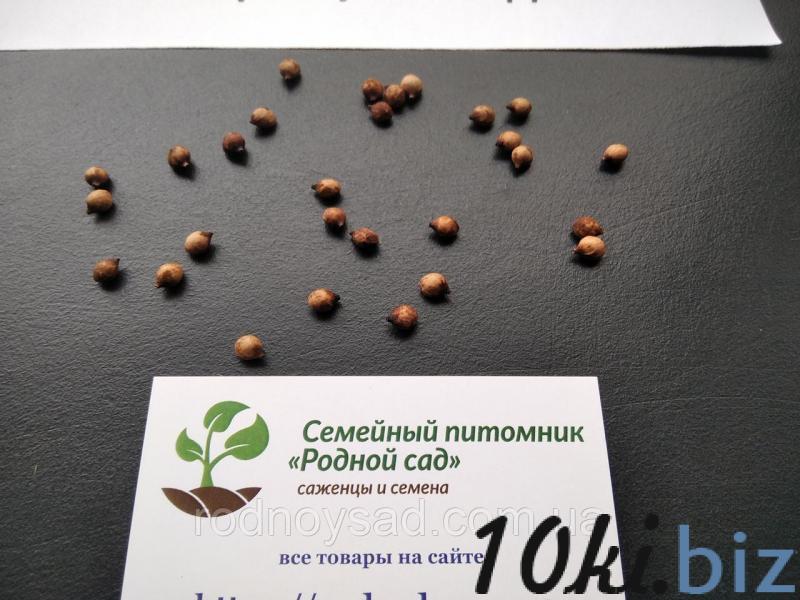 Семейный питомник
«Родной сад»
саженцы и семена
rodnoysad.com.ua
все товары на сайте
10ki.biz